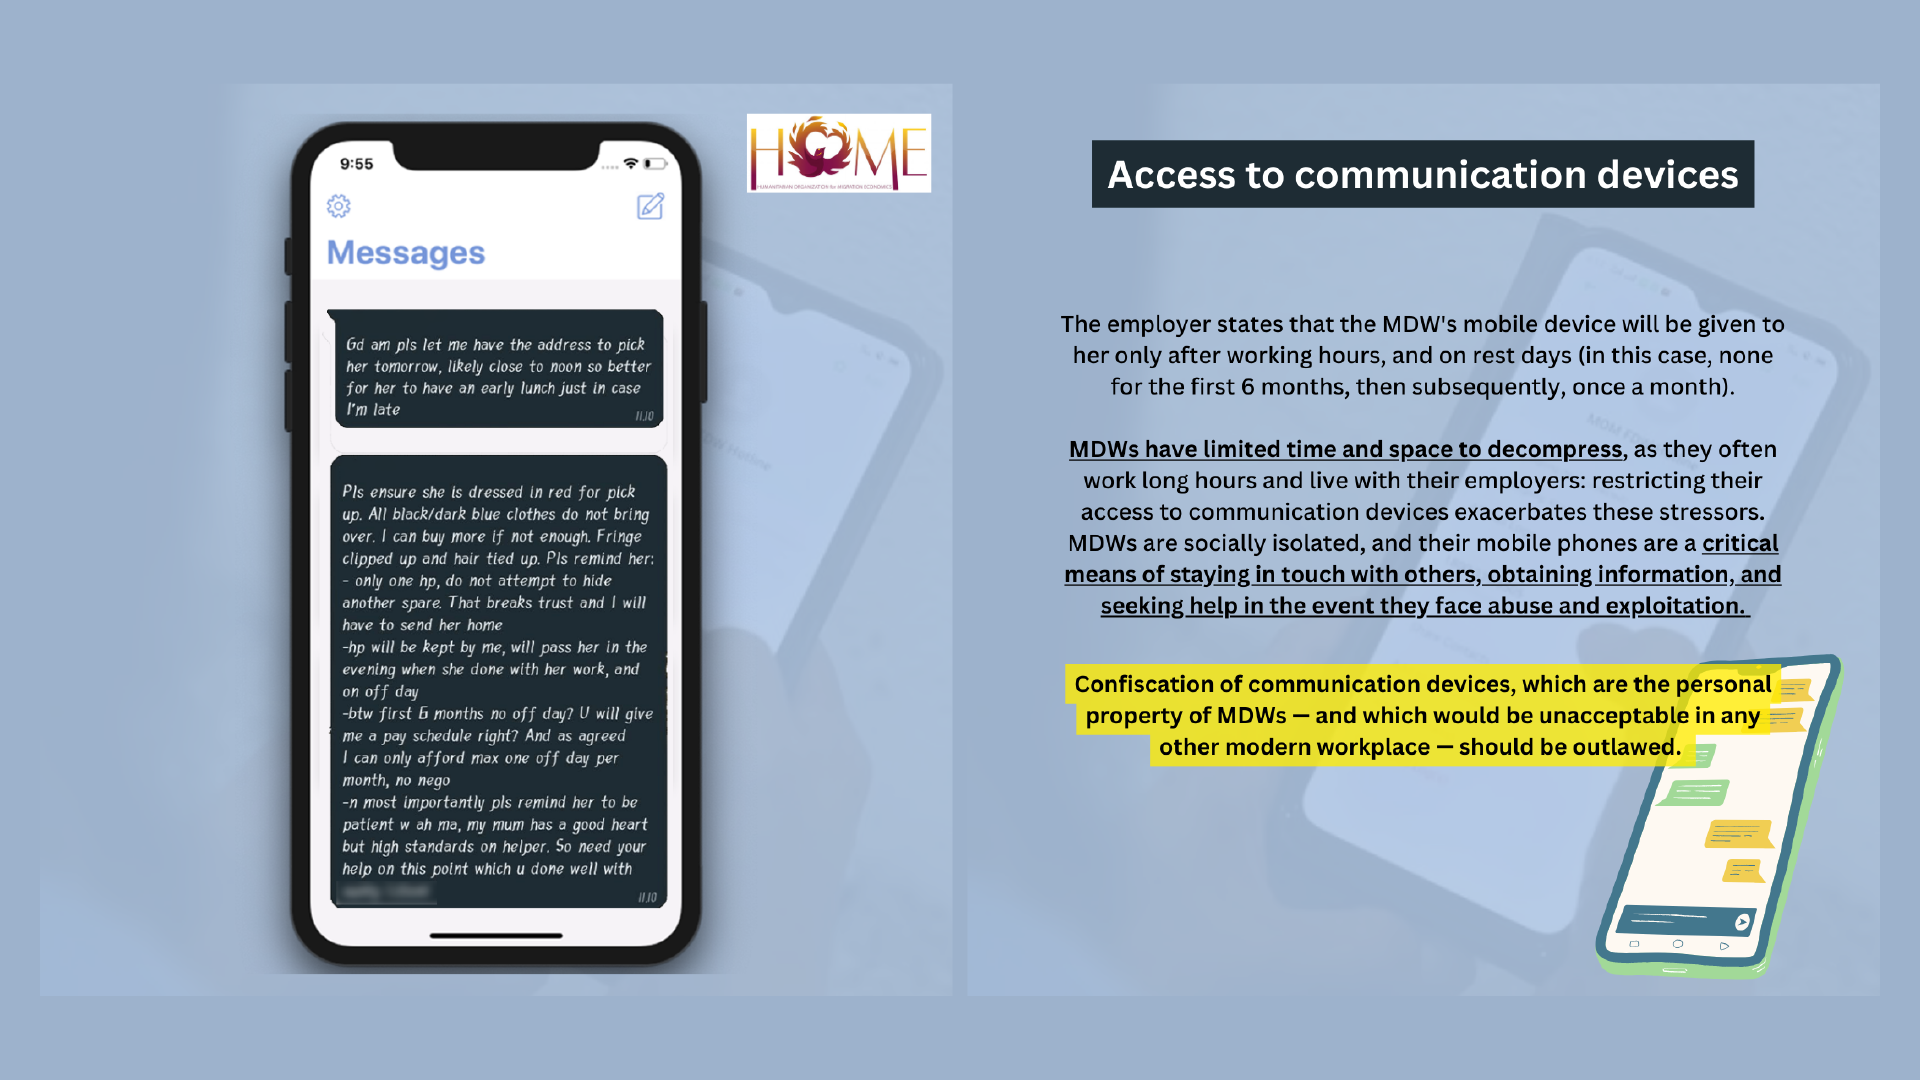 9:55
Messages
Gd am pls let me have the address to pick
her tomorrow, likely close to noon so better
for her to have an early lunch just in case
I'm late
11.10
Pls ensure she is dressed in red for pick
up. All black/dark blue clothes do not bring
over. I can buy more if not enough. Fringe
clipped up and hair tied up. Pls remind her:
- only one hp, do not attempt to hide
another spare. That breaks trust and I will
have to send her home
-hp will be kept by me, will pass her in the
evening when she done with her work, and
on off day
-btw first 6 months no off day? U will give
me a pay schedule right? And as agreed
I can only afford max one off day per
month, no nego
-n most importantly pls remind her to be
patient w ah ma, my mum has a good heart
but high standards on helper. So need your
help on this point which u done well with
11.10
HOME
HUMANITARIAN ORGANIZATION for MIGRATION ECONOMICS
Access to communication devices
The employer states that the MDW's mobile device will be given to
her only after working hours, and on rest days (in this case, none
for the first 6 months, then subsequently, once a month).
MDWs have limited time and space to decompress, as they often
work long hours and live with their employers: restricting their
access to communication devices exacerbates these stressors.
MDWs are socially isolated, and their mobile phones are a critical
means of staying in touch with others, obtaining information, and
seeking help in the event they face abuse and exploitation.
Confiscation of communication devices, which are the personal
property of MDWs — and which would be unacceptable in any
other modern workplace — should be outlawed.